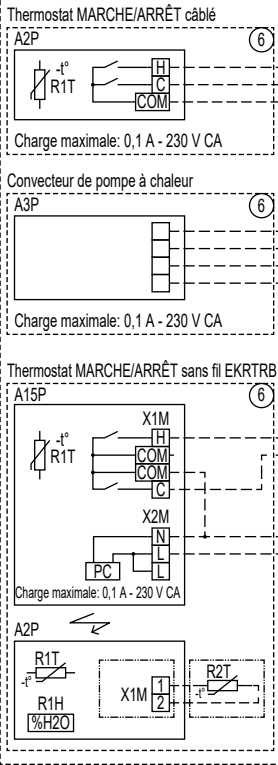 Thermostat MARCHE/ARRÊT câblé
A2P
6
-t°
R1T
H
C
COM
Charge maximale: 0,1 A - 230 V CA
Convecteur de pompe à chaleur
A3P
6
Charge maximale: 0,1 A - 230 V CA
Thermostat MARCHE/ARRÊT sans fil EKRTRB
A15P
6
X1M
-t°
R1T
H
COM
COM
C
X2M
N
L
L
PC
Charge maximale: 0,1 A - 230 V CA
A2P
R1T
-t°
R1H
%H2O
X1M
1
2
R2T
-t°